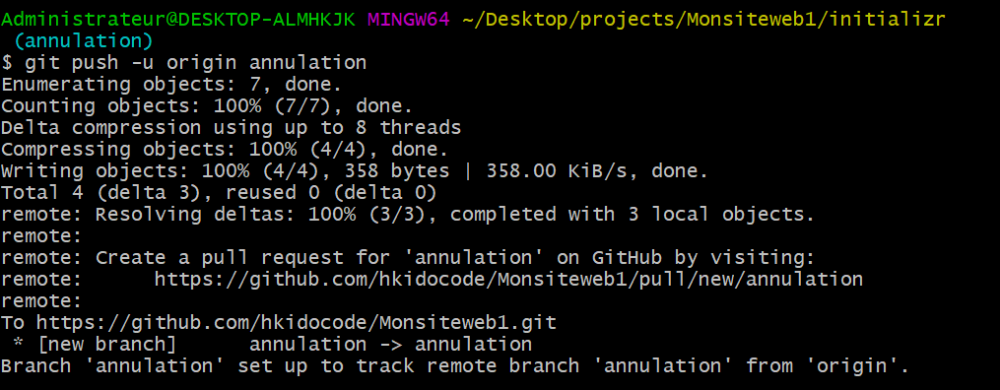 Administrateur@DESKTOP-ALMHKJK MINGW64 ~/Desktop/projects/Monsiteweb1/initializr
(annulation)
$ git push -u origin annulation
Enumerating objects: 7, done.
Counting objects: 100% (7/7), done.
Delta compression using up to 8 threads
Compressing objects: 100% (4/4), done.
Writing objects: 100% (4/4), 358 bytes | 358.00 KiB/s, done.
Total 4 (delta 3), reused 0 (delta 0)
remote: Resolving deltas: 100% (3/3), completed with 3 local objects.
remote:
remote: Create a pull request for 'annulation' on GitHub by visiting:
remote:      https://github.com/hkidocode/Monsiteweb1/pull/new/annulation
remote:
To https://github.com/hkidocode/Monsiteweb1.git
 * [new branch]      annulation -> annulation
Branch 'annulation' set up to track remote branch 'annulation' from 'origin'.